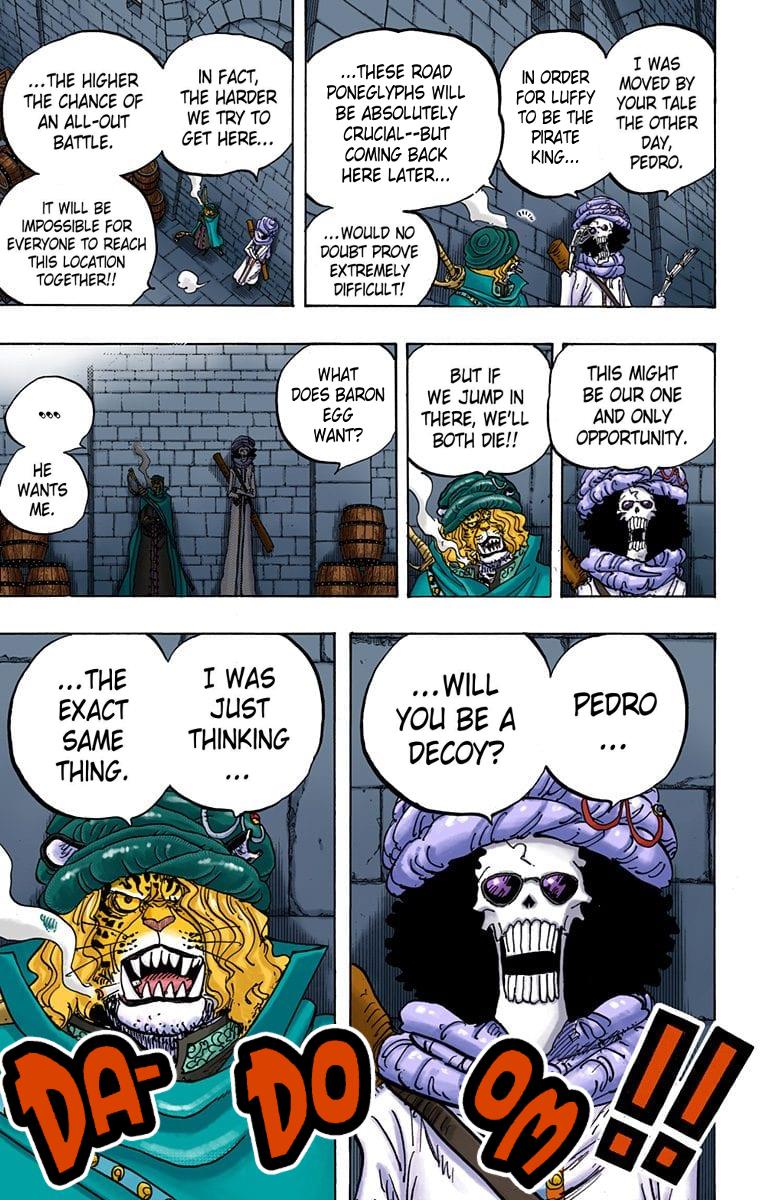 I WAS
MOVED BY
YOUR TALE
THE OTHER
DAY,
PEDRO.
IN ORDER
FOR LUFFY
TO BE THE
PIRATE
KING...
...THESE ROAD
PONEGLYPHS WILL
BE ABSOLUTELY
CRUCIAL--BUT
COMING BACK
HERE LATER...
...WOULD NO
DOUBT PROVE
EXTREMELY
DIFFICULT!
IN FACT,
THE HARDER
WE TRY TO
GET HERE...
...THE HIGHER
THE CHANCE OF
AN ALL-OUT
BATTLE.
IT WILL BE
IMPOSSIBLE FOR
EVERYONE TO REACH
THIS LOCATION
TOGETHER!!
THIS MIGHT
BE OUR ONE
AND ONLY
OPPORTUNITY.
BUT IF
WE JUMP IN
THERE, WE'LL
BOTH DIE!!
WHAT
DOES BARON
EGG
WANT?
...
HE
WANTS
ME.
PEDRO
...
...WILL
YOU BE A
DECOY?
I WAS
JUST
THINKING
...
...THE
EXACT
SAME
THING.
DA-DOOM!!